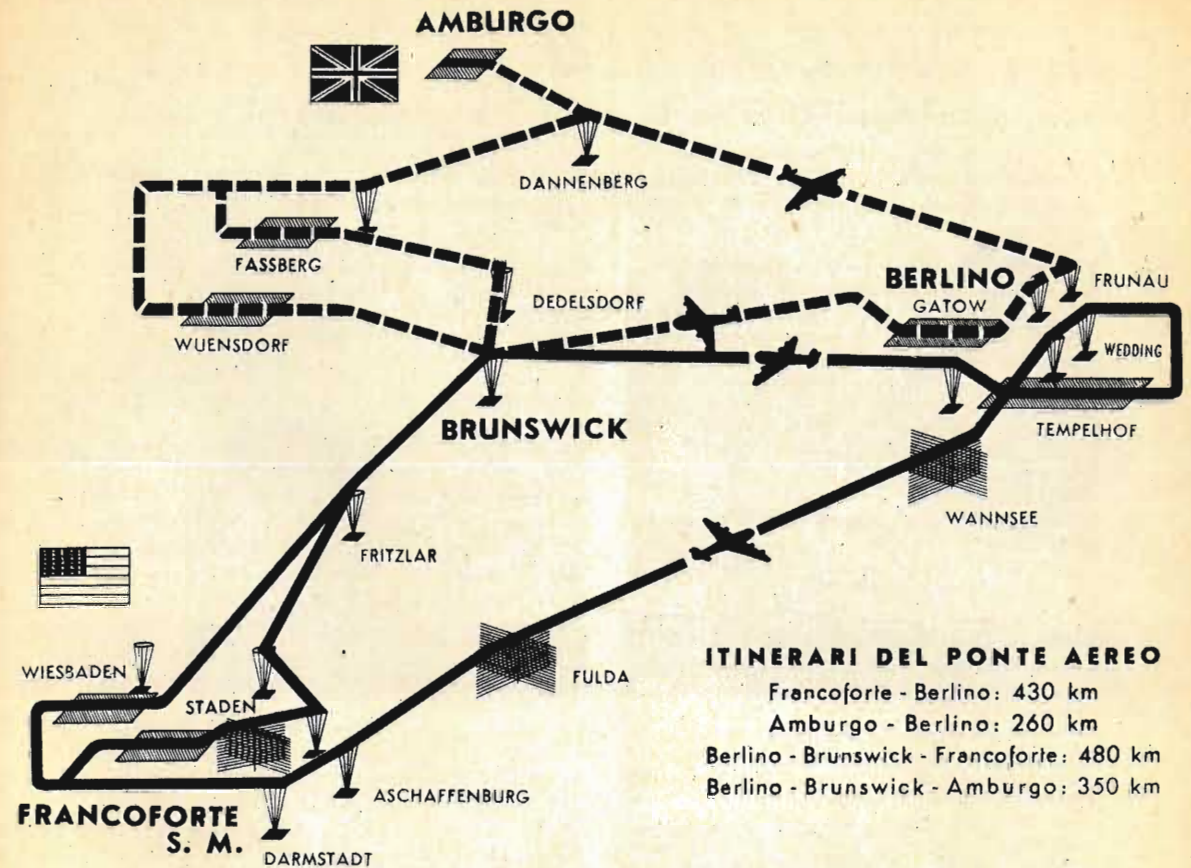 AMBURGO
DANNENBERG
FASSBERG
WUENSDORF
DEDELSDORF
BERLINO
GATOW
FRUNAU
WEDDING
TEMPELHOF
BRUNSWICK
WANNSEE
FRITZLAR
WIESBADEN
STADEN
FULDA
ASCHAFFENBURG
FRANCOFORTE
S. M.
DARMSTADT
ITINERARI DEL PONTE AEREO
Francoforte - Berlino: 430 km
Amburgo - Berlino: 260 km
Berlino - Brunswick - Francoforte: 480 km
Berlino - Brunswick - Amburgo: 350 km